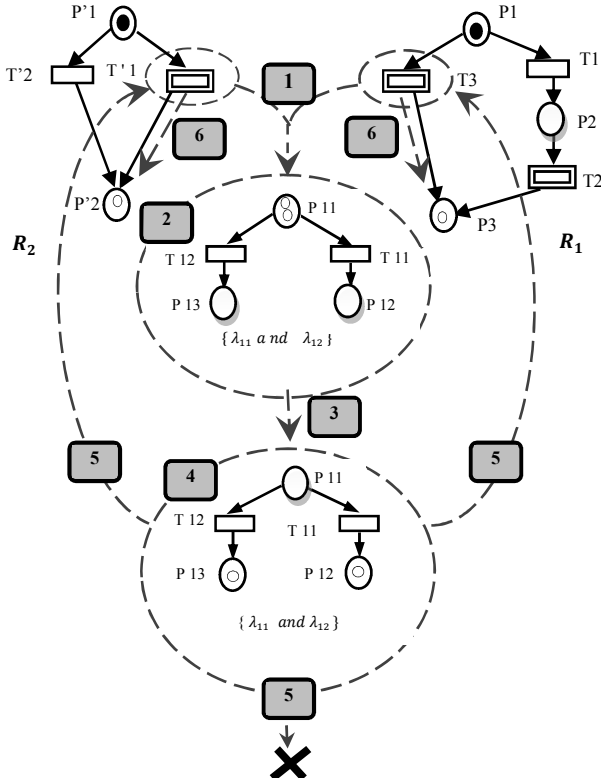 P'1
P1
T'2
T'1
1
T3
T1
P2
6
6
T2
P'2
2
P 11
P3
R₂
R₁
T 12
T 11
P 13
P 12
{ λ₁₁ and λ₁₂ }
3
5
4
5
P 11
T 12
T 11
P 13
P 12
{ λ₁₁ and λ₁₂ }
5